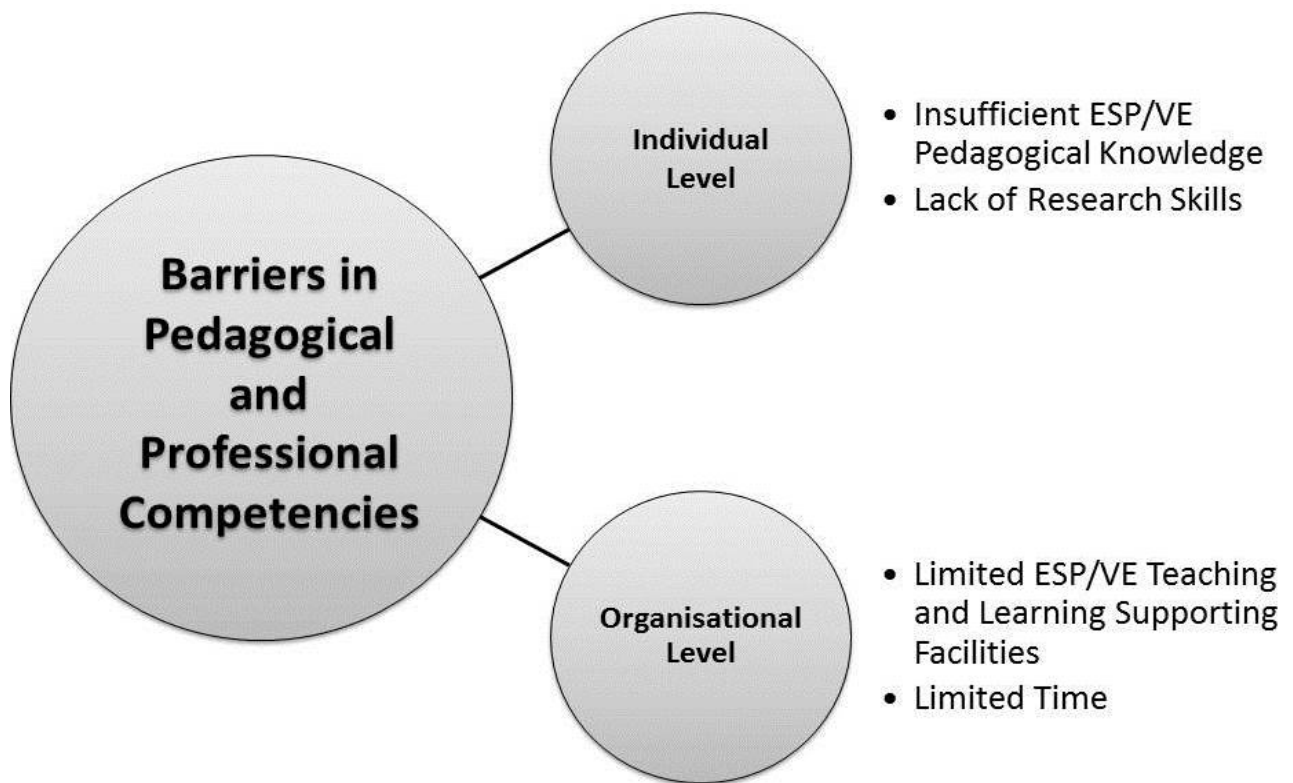 Barriers in
Pedagogical
and
Professional
Competencies
Individual
Level
• Insufficient ESP/VE
Pedagogical Knowledge
• Lack of Research Skills
Organisational
Level
• Limited ESP/VE Teaching
and Learning Supporting
Facilities
• Limited Time